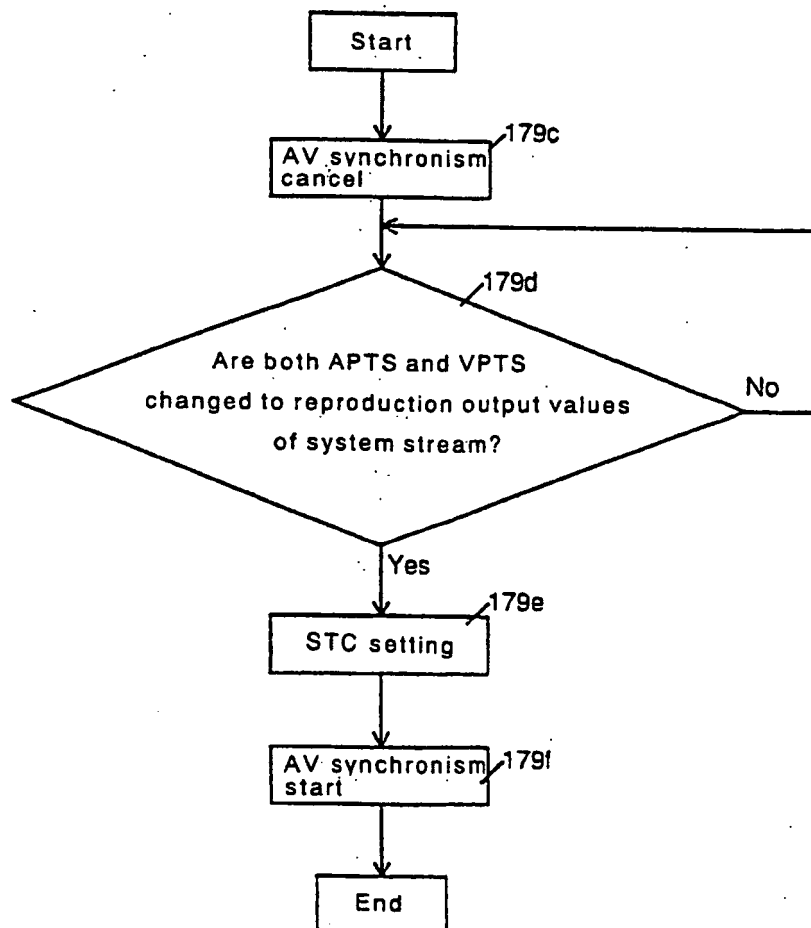 Start
179c
AV synchronism
cancel
179d
Are both APTS and VPTS
changed to reproduction output values
of system stream?
No
Yes
179e
STC setting
179f
AV synchronism
start
End